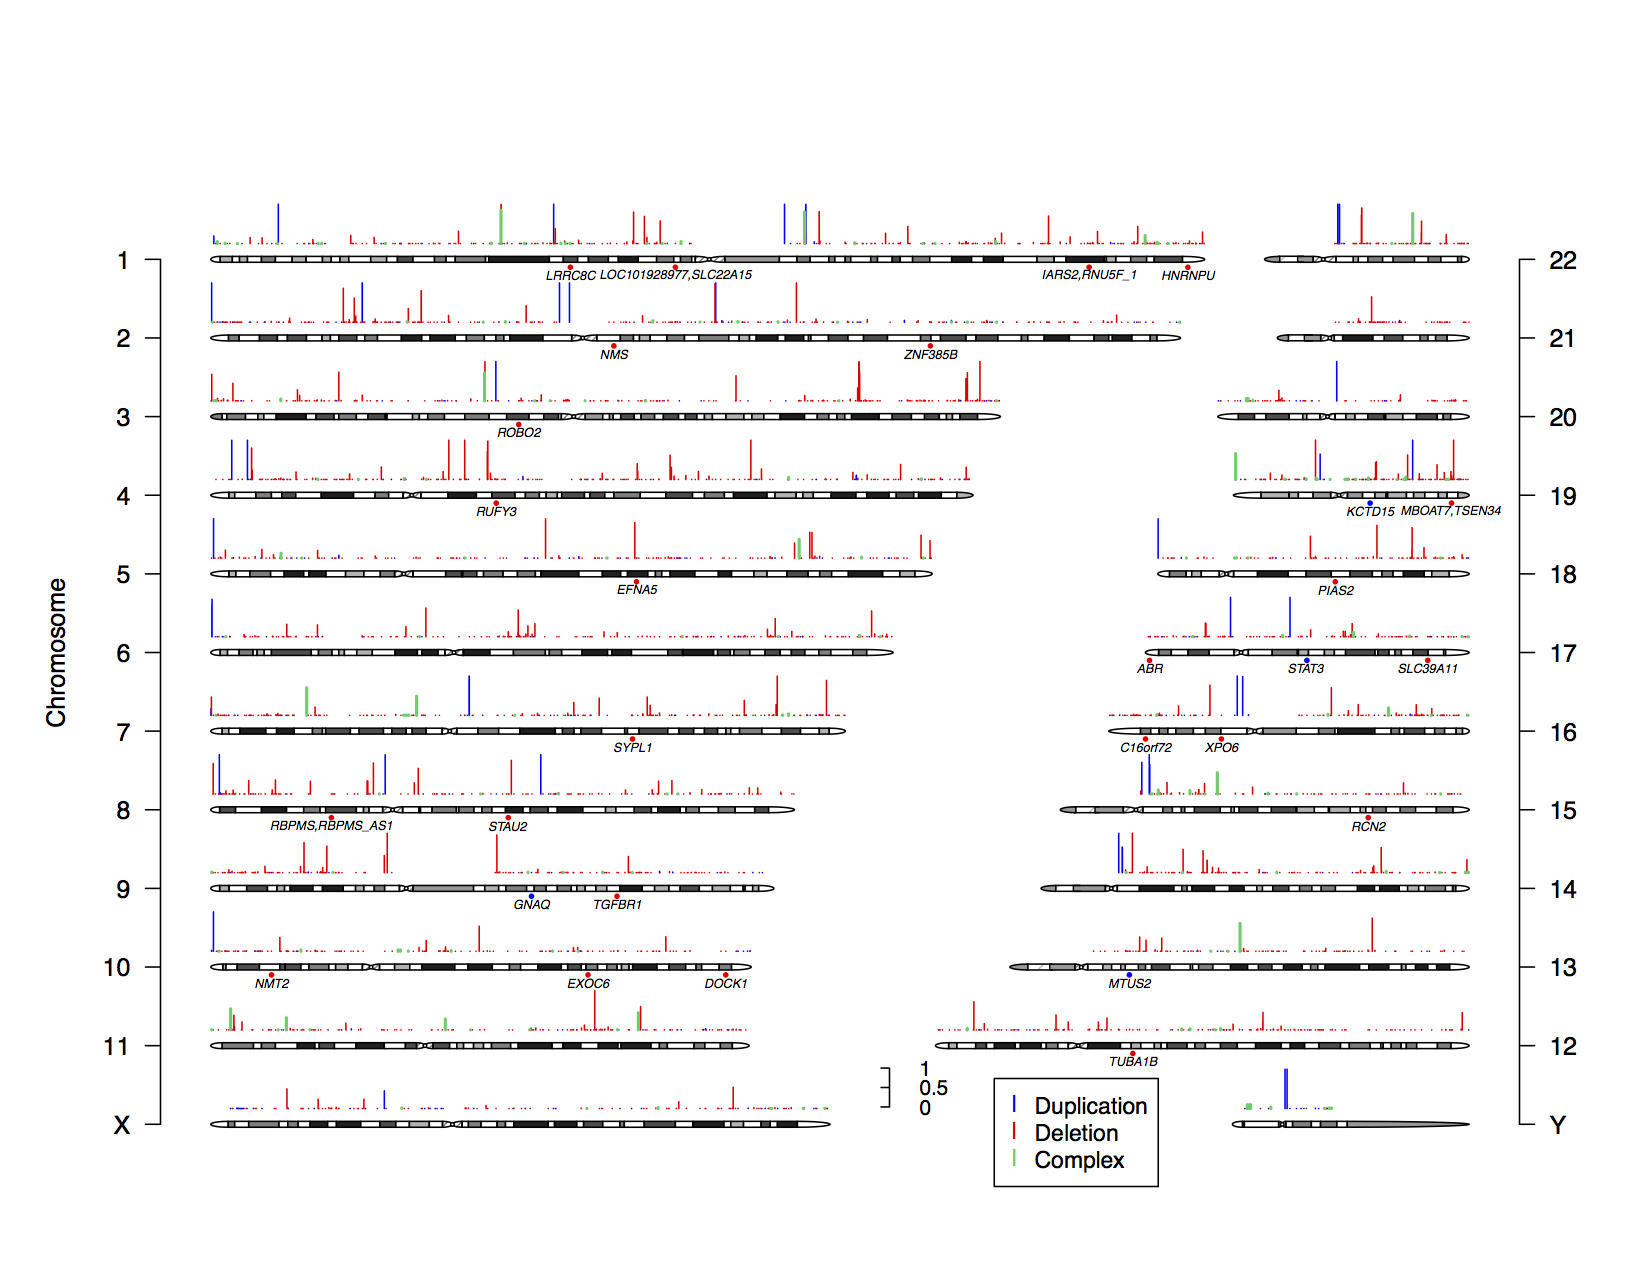 1
22
LRRC8C LOC101928977,SLC22A15 IARS2,RNU5F_1 HNRNPU
2
21
NMS ZNF385B
3
20
ROBO2
4
19
RUFY3 KCTD15 MBOAT7,TSEN34
5
18
EFNA5 PIAS2
Chromosome
6
17
ABR STAT3 SLC39A11
7
16
SYPL1 C16orf72 XPO6
8
15
RBPMS,RBPMS_AS1 STAU2 RCN2
9
14
GNAQ TGFBR1
10
13
NMT2 EXOC6 DOCK1 MTUS2
11
12
TUBA1B
1
0.5
0
X
Y
Duplication
Deletion
Complex